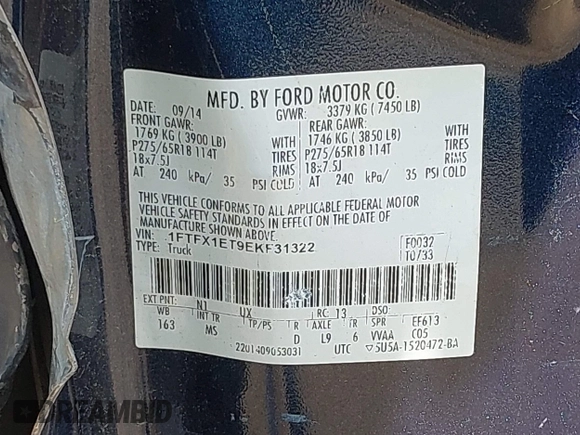 MFD. BY FORD MOTOR CO.
DATE: 09/14 GVWR: 3379 KG ( 7450 LB)
FRONT GAWR: REAR GAWR:
1769 KG ( 3900 LB) WITH 1746 KG ( 3850 LB) WITH
P275/65R18 114T TIRES P275/65R18 114T TIRES
18x7.5J RIMS 18x7.5J RIMS
AT 240 kPa/ 35 PSI COLD AT 240 kPa/ 35 PSI COLD
THIS VEHICLE CONFORMS TO ALL APPLICABLE FEDERAL MOTOR
VEHICLE SAFETY STANDARDS IN EFFECT ON THE DATE OF
MANUFACTURE SHOWN ABOVE.
VIN: 1FTFX1ET9EKF31322 F0032
TYPE: Truck T0733
EXT PNT: N1 UX RC: 13 DSO:
WB INT TR TP/PS R AXLE TR SPR EF613
163 MS D L9 6 VVAA C05
2201409053031 UTC ▽5U5A-1520472-BA
DREAMBID